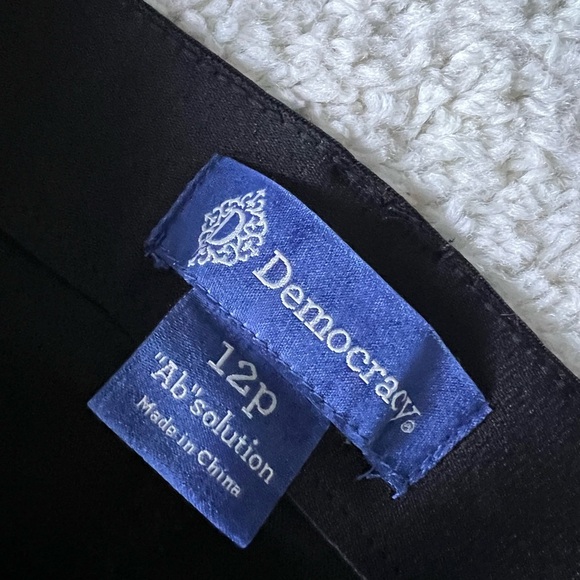 D
Democracy®
12p
"Ab"solution
Made in China